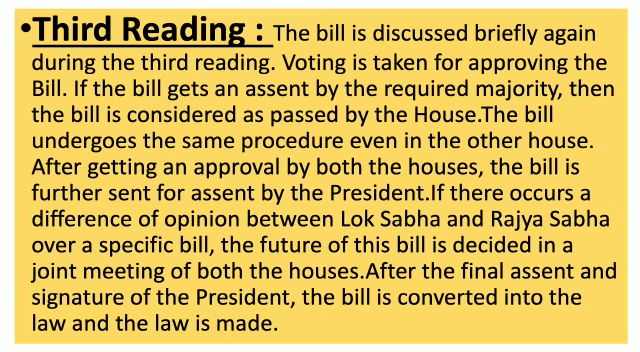 •Third Reading : The bill is discussed briefly again
during the third reading. Voting is taken for approving the
Bill. If the bill gets an assent by the required majority, then
the bill is considered as passed by the House.The bill
undergoes the same procedure even in the other house.
After getting an approval by both the houses, the bill is
further sent for assent by the President.If there occurs a
difference of opinion between Lok Sabha and Rajya Sabha
over a specific bill, the future of this bill is decided in a
joint meeting of both the houses.After the final assent and
signature of the President, the bill is converted into the
law and the law is made.